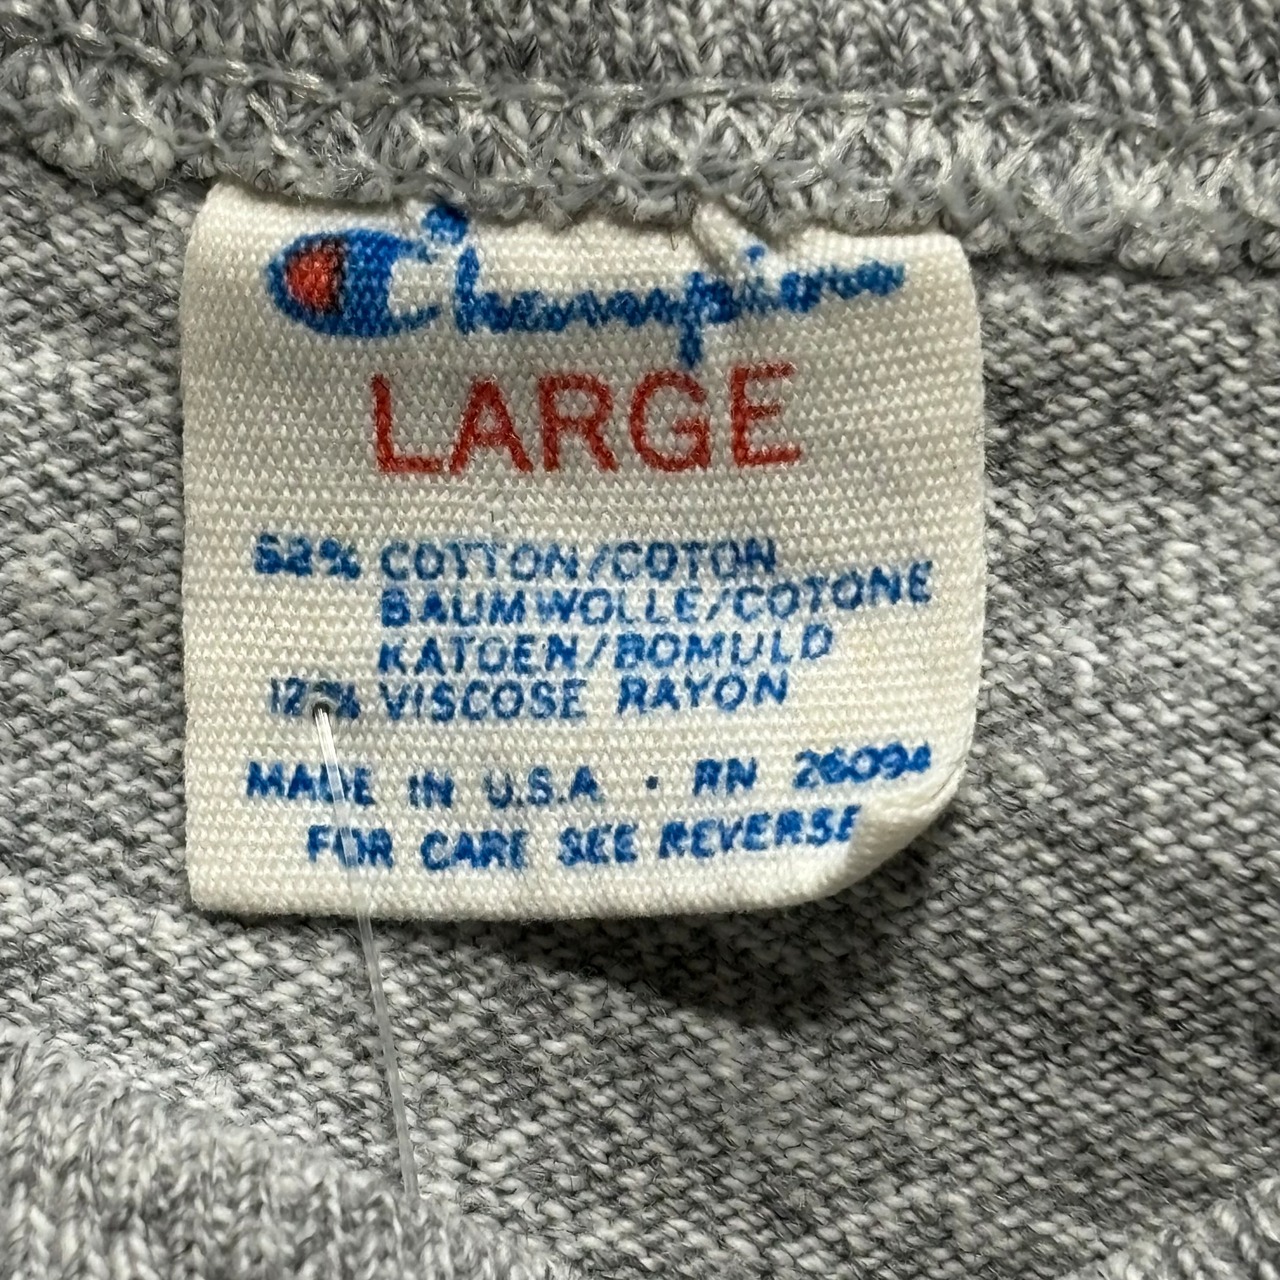 Champion
LARGE
COTTON/COTON
BAUMWOLLE/COTONE
KATOEN/BOMULD
12% VISCOSE RAYON
MADE IN U.S.A • RN 26094
FOR CARE SEE REVERSE